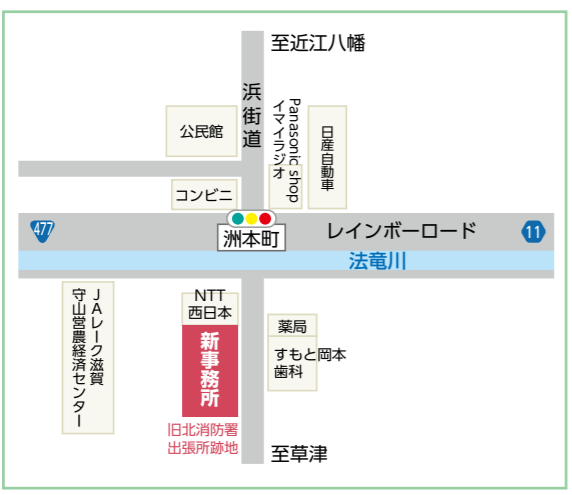 至近江八幡
浜街道
公民館
Panasonic shop
イマイラジオ
日産自動車
コンビニ
477
洲本町
レインボーロード
11
法竜川
JAレーク滋賀
守山営農経済センター
NTT
西日本
新事務所
薬局
すもと岡本
歯科
旧北消防署
出張所跡地
至草津